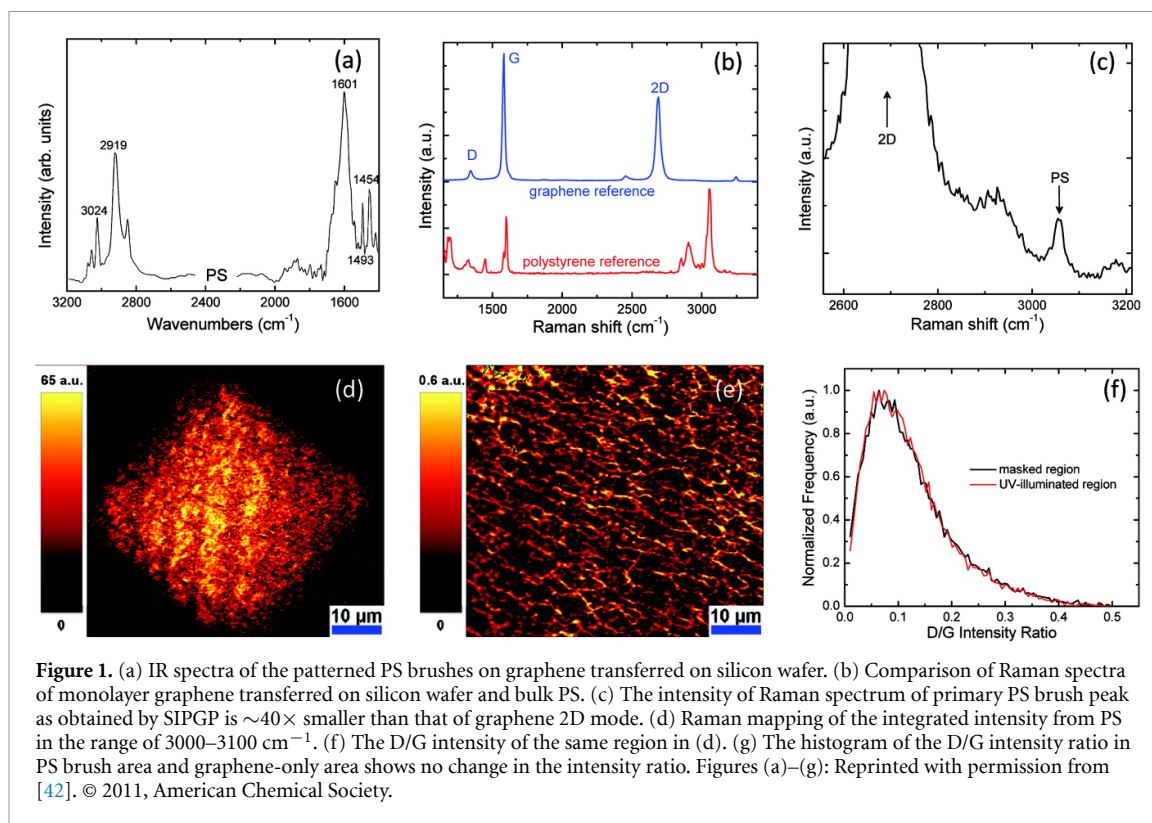 (a)
1601
2919
3024
1454
1493
PS
Intensity (arb. units)
3200 2800 2400 2000 1600
Wavenumbers (cm⁻¹)
(b)
G
2D
D
graphene reference
polystyrene reference
Intensity (a.u.)
1500 2000 2500 3000
Raman shift (cm⁻¹)
(c)
2D
PS
Intensity (a.u.)
2600 2800 3000 3200
Raman shift (cm⁻¹)
65 a.u.
0
(d)
10 µm
0.6 a.u.
0
(e)
10 µm
(f)
masked region
UV-illuminated region
Normalized Frequency (a.u.)
1.0
0.8
0.6
0.4
0.2
0.0
0.1 0.2 0.3 0.4 0.5
D/G Intensity Ratio
Figure 1. (a) IR spectra of the patterned PS brushes on graphene transferred on silicon wafer. (b) Comparison of Raman spectra
of monolayer graphene transferred on silicon wafer and bulk PS. (c) The intensity of Raman spectrum of primary PS brush peak
as obtained by SIPGP is ∼40× smaller than that of graphene 2D mode. (d) Raman mapping of the integrated intensity from PS
in the range of 3000–3100 cm⁻¹. (f) The D/G intensity of the same region in (d). (g) The histogram of the D/G intensity ratio in
PS brush area and graphene-only area shows no change in the intensity ratio. Figures (a)–(g): Reprinted with permission from
[42]. © 2011, American Chemical Society.